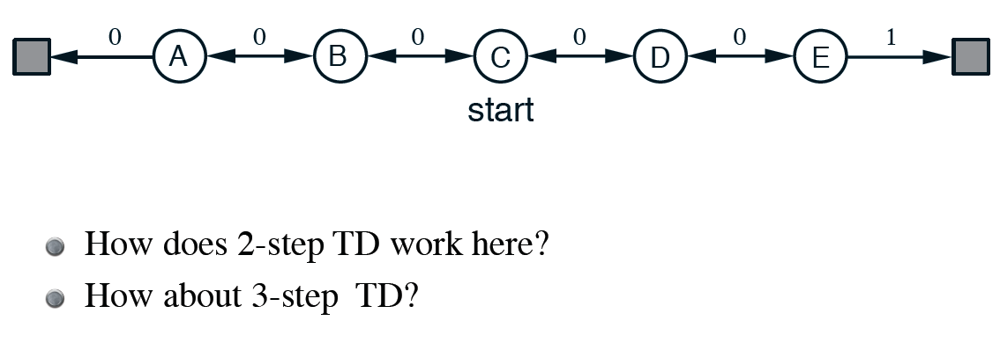 0 0 0 0 0 1
A B C D E
start
How does 2-step TD work here?
How about 3-step TD?